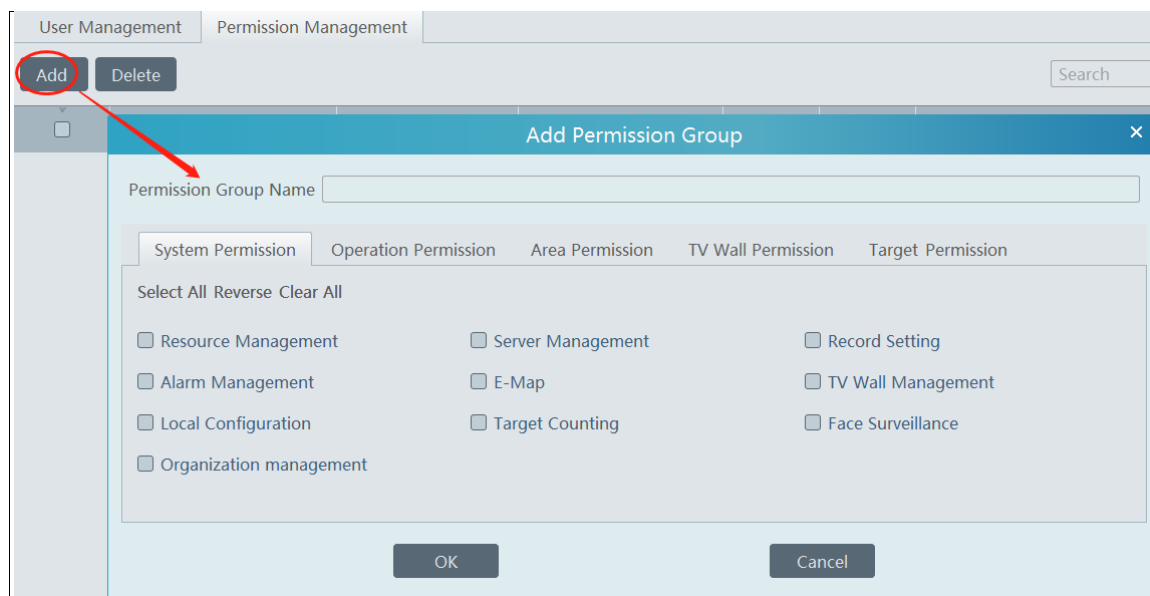 User Management Permission Management
Add Delete Search
Add Permission Group
Permission Group Name
System Permission Operation Permission Area Permission TV Wall Permission Target Permission
Select All Reverse Clear All
Resource Management Server Management Record Setting
Alarm Management E-Map TV Wall Management
Local Configuration Target Counting Face Surveillance
Organization management
OK Cancel